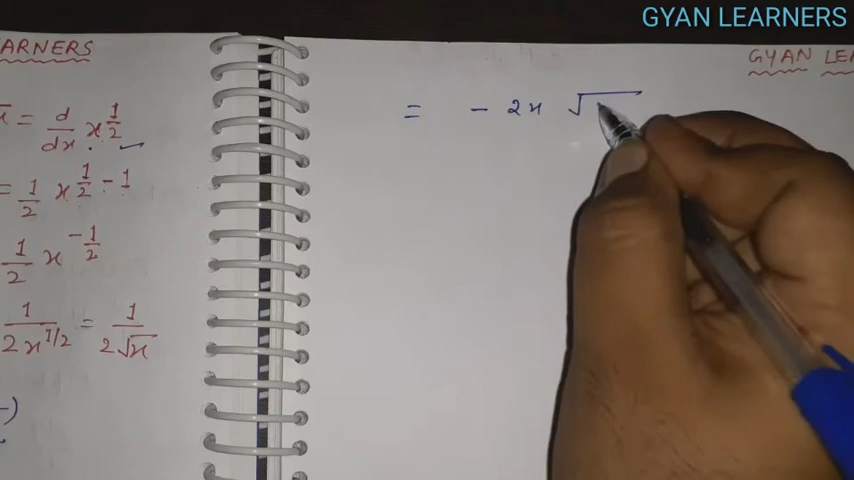 GYAN LEARNERS
ARNERS
= d/dx x^{1/2}
= 1/2 x^{1/2 - 1}
1/2 x^{-1/2}
1/(2x^{1/2}) = 1/(2√x)
GYAN LEA
= - 2x √